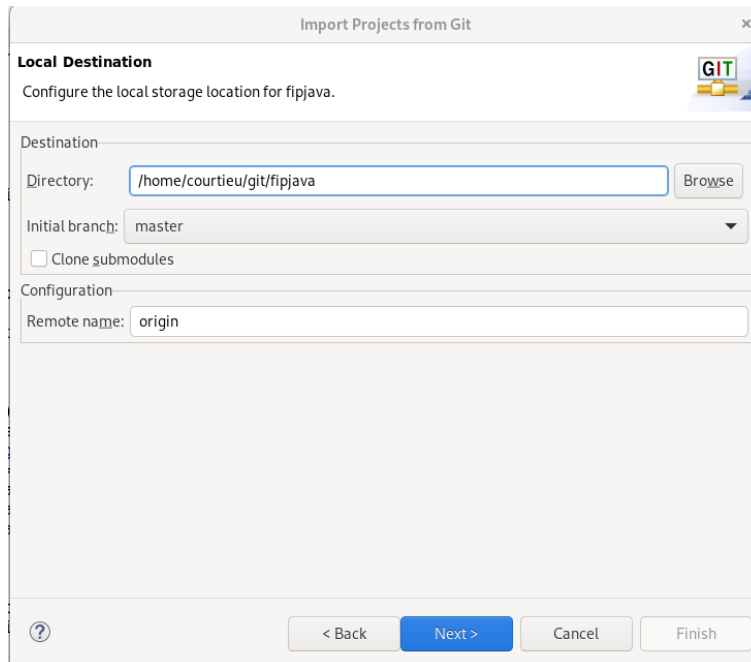 Import Projects from Git
Local Destination
GIT
Configure the local storage location for fipjava.
Destination
Directory: /home/courtieu/git/fipjava Browse
Initial branch: master
Clone submodules
Configuration
Remote name: origin
< Back Next > Cancel Finish